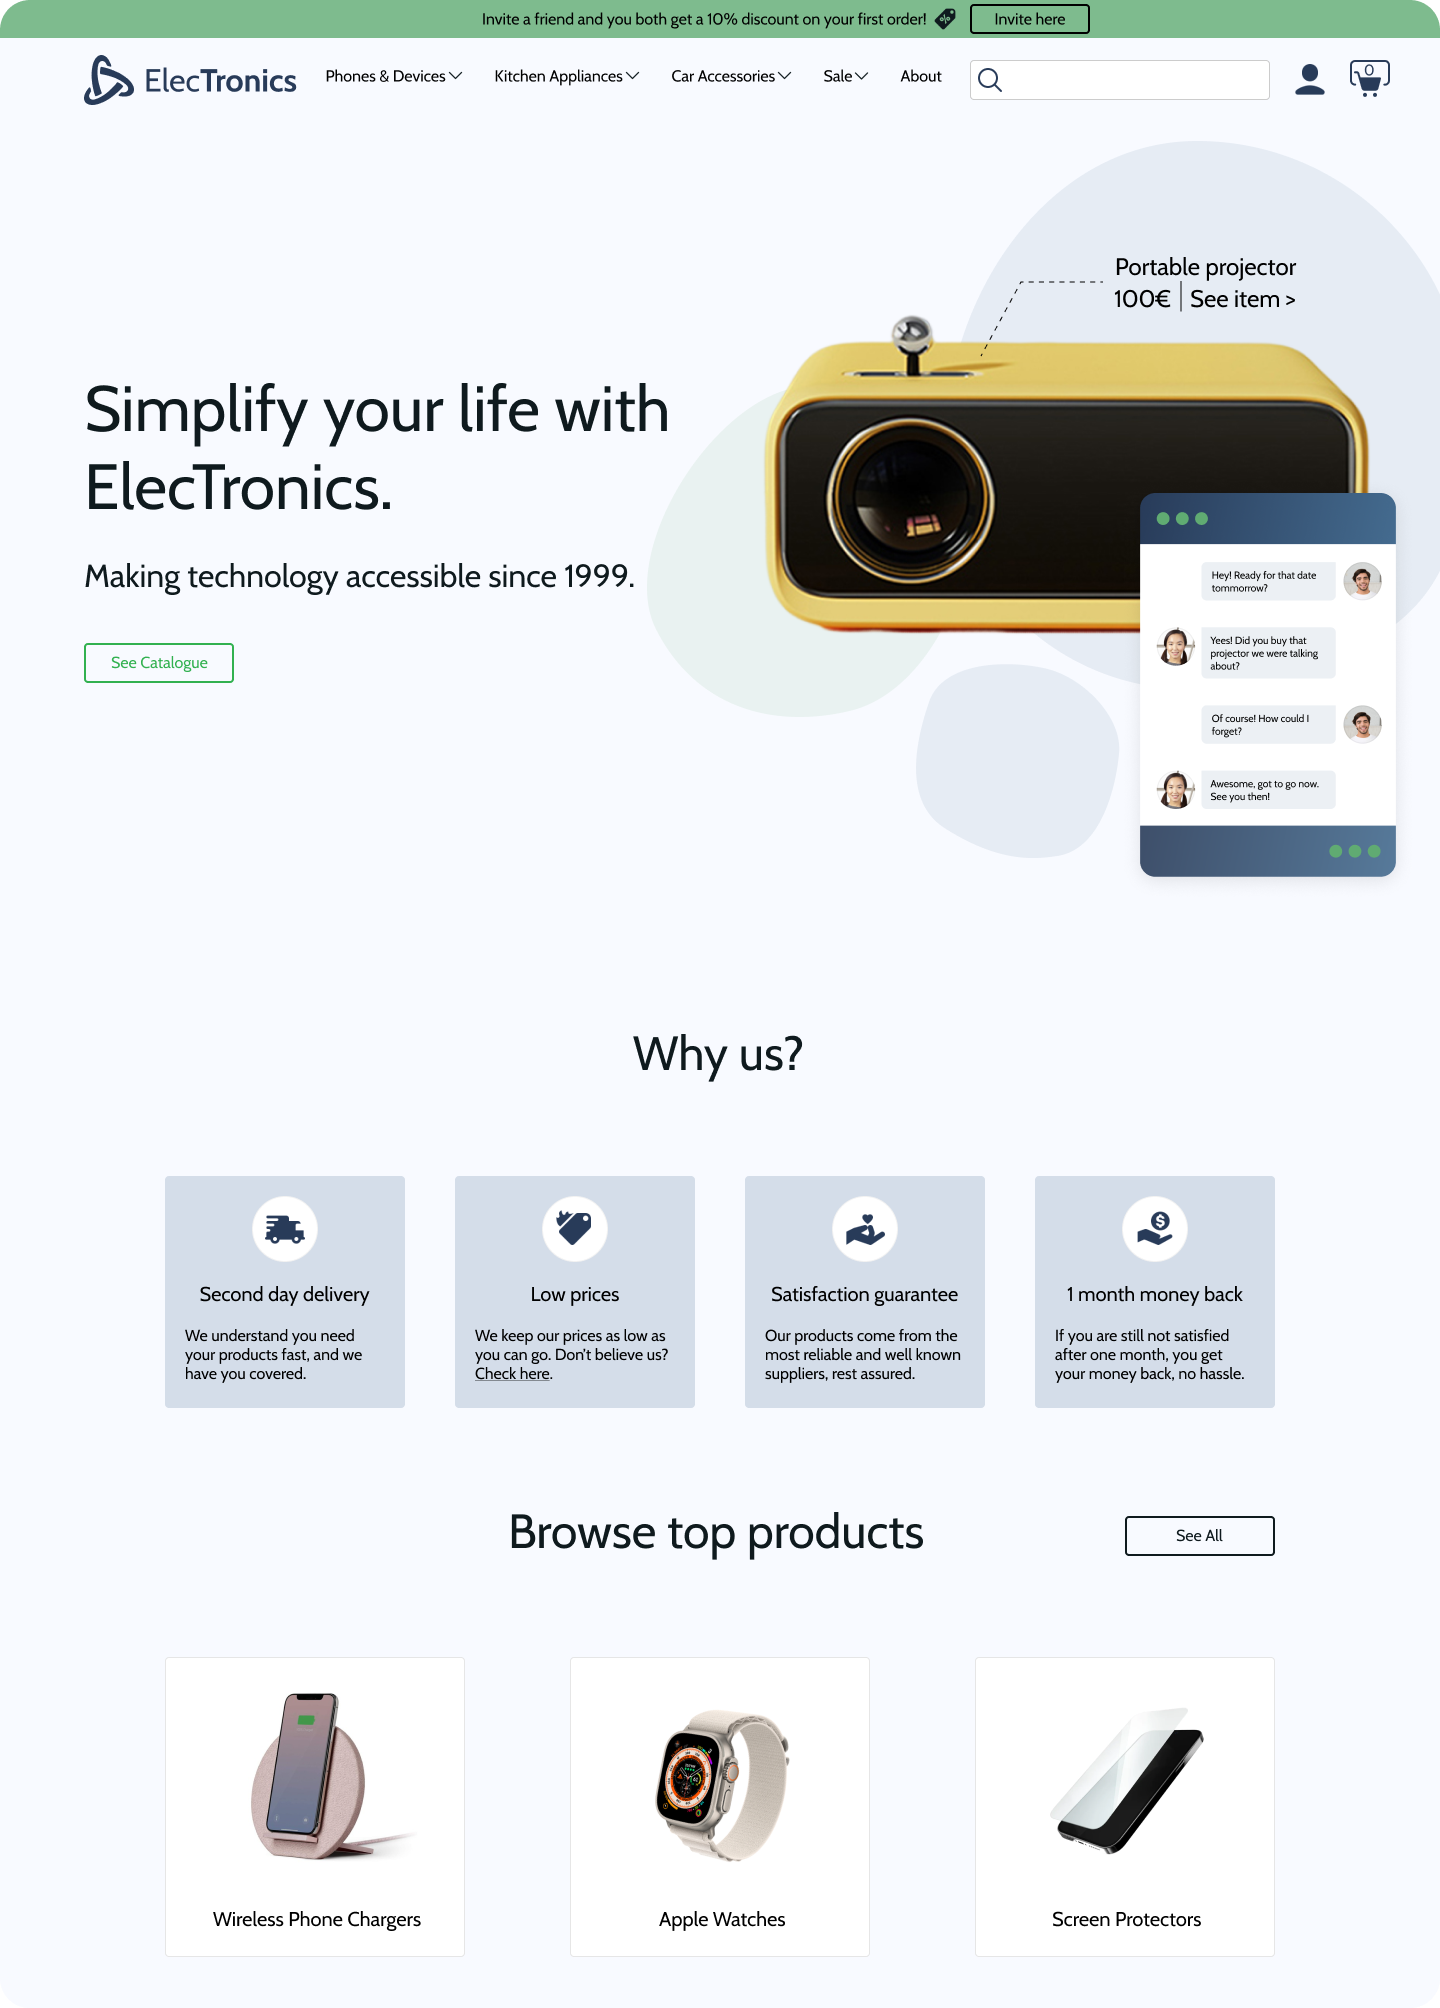 Invite a friend and you both get a 10% discount on your first order!
Invite here
ElecTronics
Phones & Devices
Kitchen Appliances
Car Accessories
Sale
About
0
Portable projector
100€ | See item >
Simplify your life with
ElecTronics.
Making technology accessible since 1999.
See Catalogue
Hey! Ready for that date
tommorrow?
Yees! Did you buy that
projector we were talking
about?
Of course! How could I
forget?
Awesome, got to go now.
See you then!
Why us?
Second day delivery
We understand you need
your products fast, and we
have you covered.
Low prices
We keep our prices as low as
you can go. Don't believe us?
Check here.
Satisfaction guarantee
Our products come from the
most reliable and well known
suppliers, rest assured.
1 month money back
If you are still not satisfied
after one month, you get
your money back, no hassle.
Browse top products
See All
Wireless Phone Chargers
Apple Watches
Screen Protectors